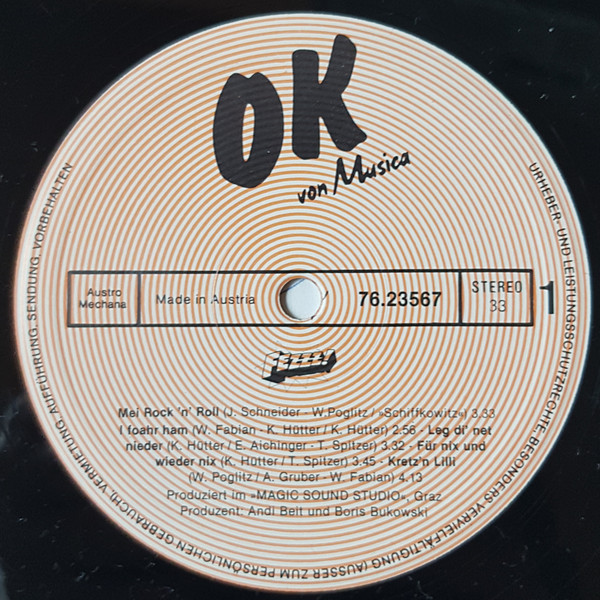 OK
von Musica
Austro
Mechana
Made in Austria
76.23567
STEREO
33
1
Mei Rock 'n' Roll (J. Schneider - W.Poglitz / »Schiffkowitz«) 3.33
I foahr ham (W. Fabian - K. Hütter / K. Hütter) 2:56 - Leg di' net
nieder (K. Hütter / E. Aichinger - T. Spitzer) 3.32 - Für nix und
wieder nix (K. Hütter / T. Spitzer) 3.45 - Kretz'n Lilli
(W. Poglitz / A. Gruber - W. Fabian) 4.13
Produziert im »MAGIC SOUND STUDIO«, Graz
Produzent: Andi Beit und Boris Bukowski
URHEBER- UND LEISTUNGSSCHUTZRECHTE, BESONDERS VERVIELFÄLTIGUNG (AUSSER ZUM PERSÖNLICHEN GEBRAUCH), VERMIETUNG, AUFFÜHRUNG, SENDUNG, VORBEHALTEN